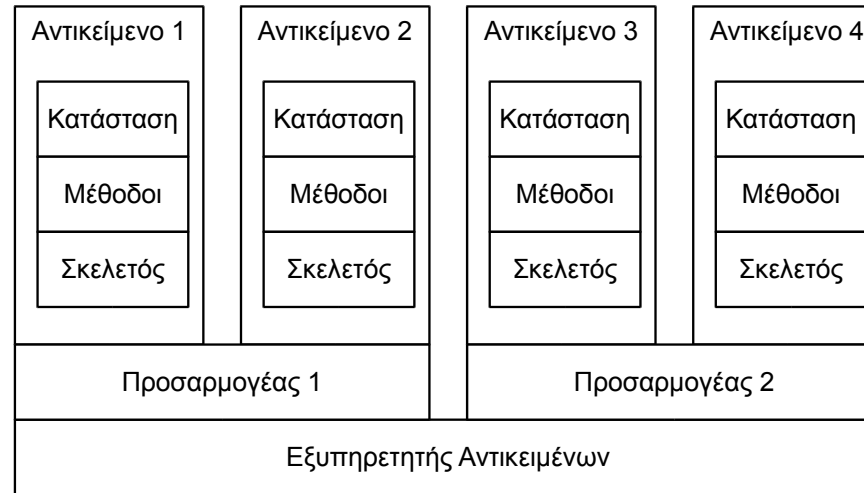 Αντικείμενο 1 Αντικείμενο 2 Αντικείμενο 3 Αντικείμενο 4
Κατάσταση Κατάσταση Κατάσταση Κατάσταση
Μέθοδοι Μέθοδοι Μέθοδοι Μέθοδοι
Σκελετός Σκελετός Σκελετός Σκελετός
Προσαρμογέας 1 Προσαρμογέας 2
Εξυπηρετητής Αντικειμένων